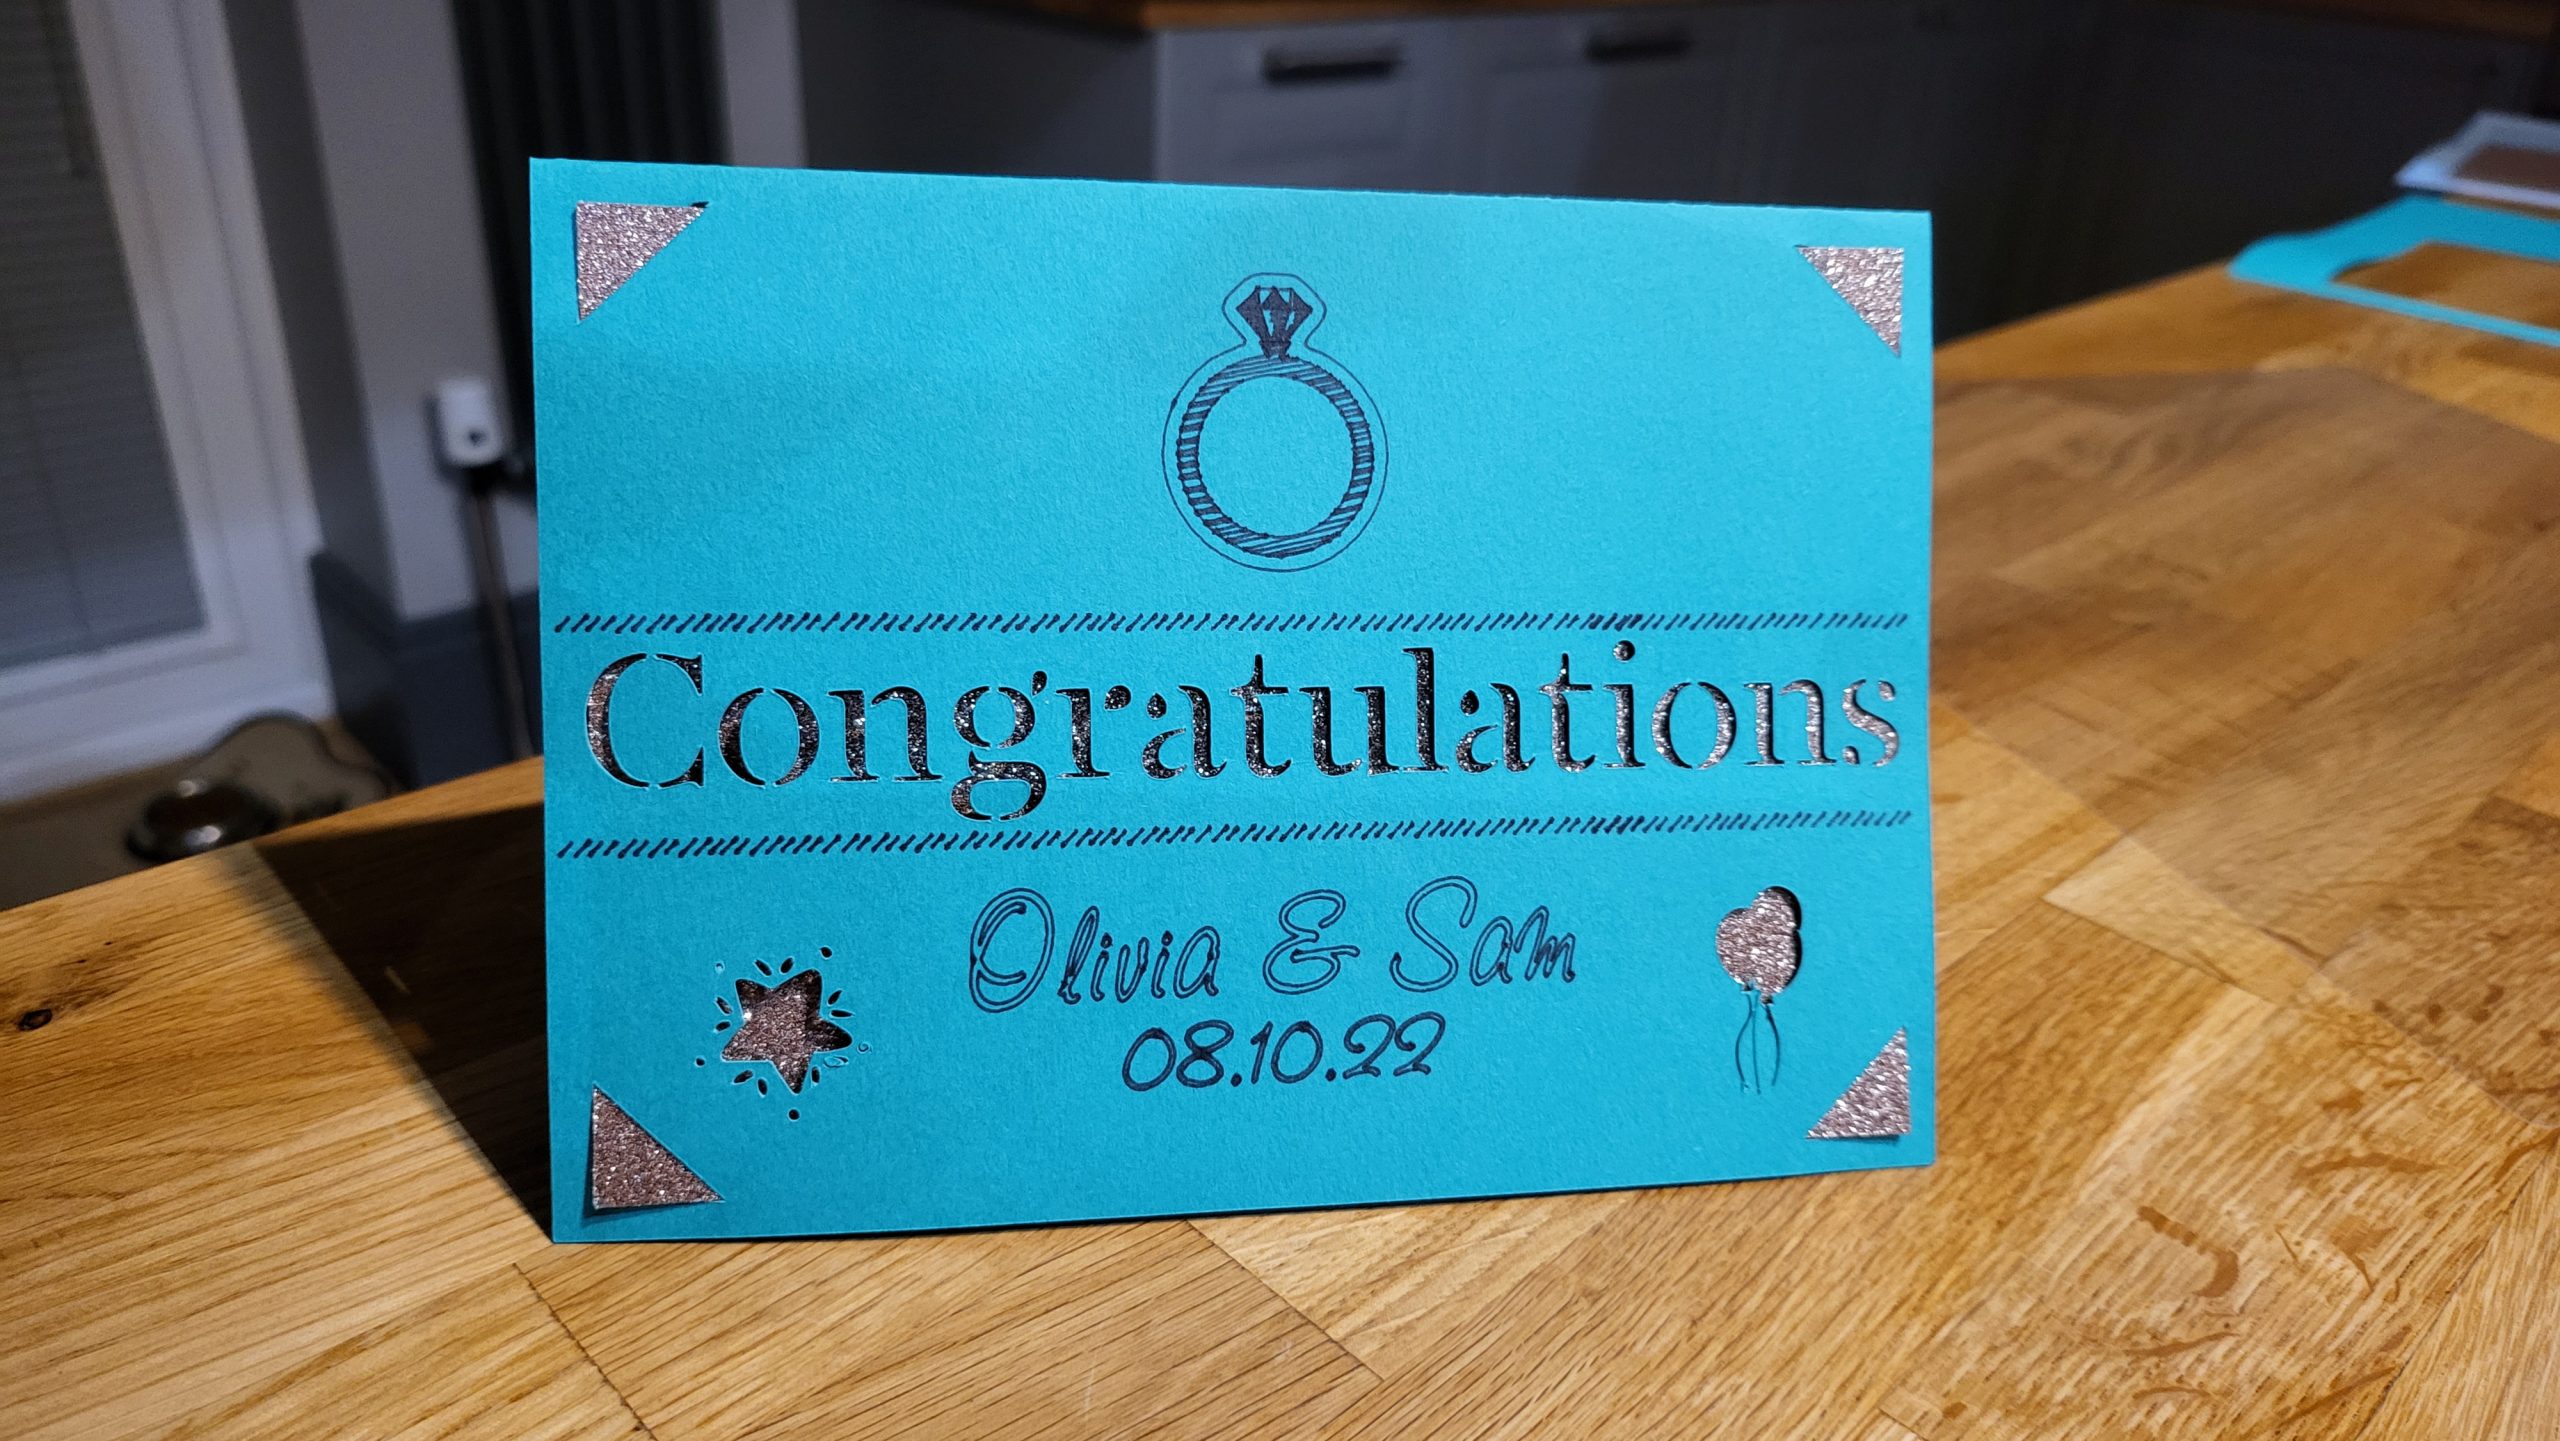 Congratulations
Olivia & Sam
08.10.22